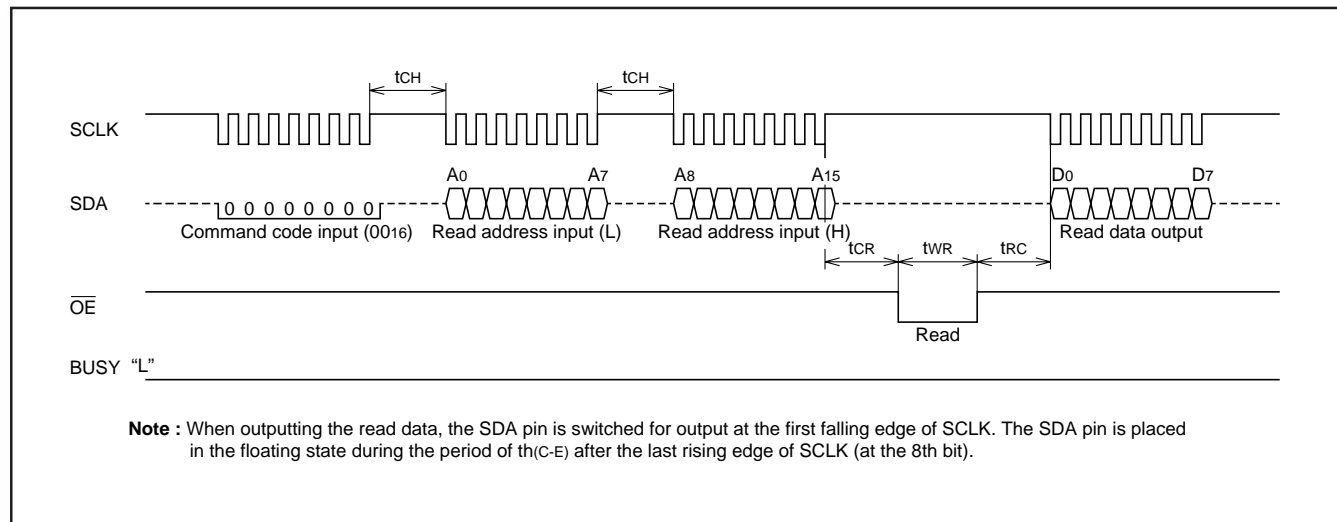 tCH tCH
SCLK
A0 A7 A8 A15 D0 D7
SDA
0 0 0 0 0 0 0 0
Command code input (0016) Read address input (L) Read address input (H) Read data output
tCR tWR tRC
OE
Read
BUSY “L”
Note : When outputting the read data, the SDA pin is switched for output at the first falling edge of SCLK. The SDA pin is placed
in the floating state during the period of th(C-E) after the last rising edge of SCLK (at the 8th bit).